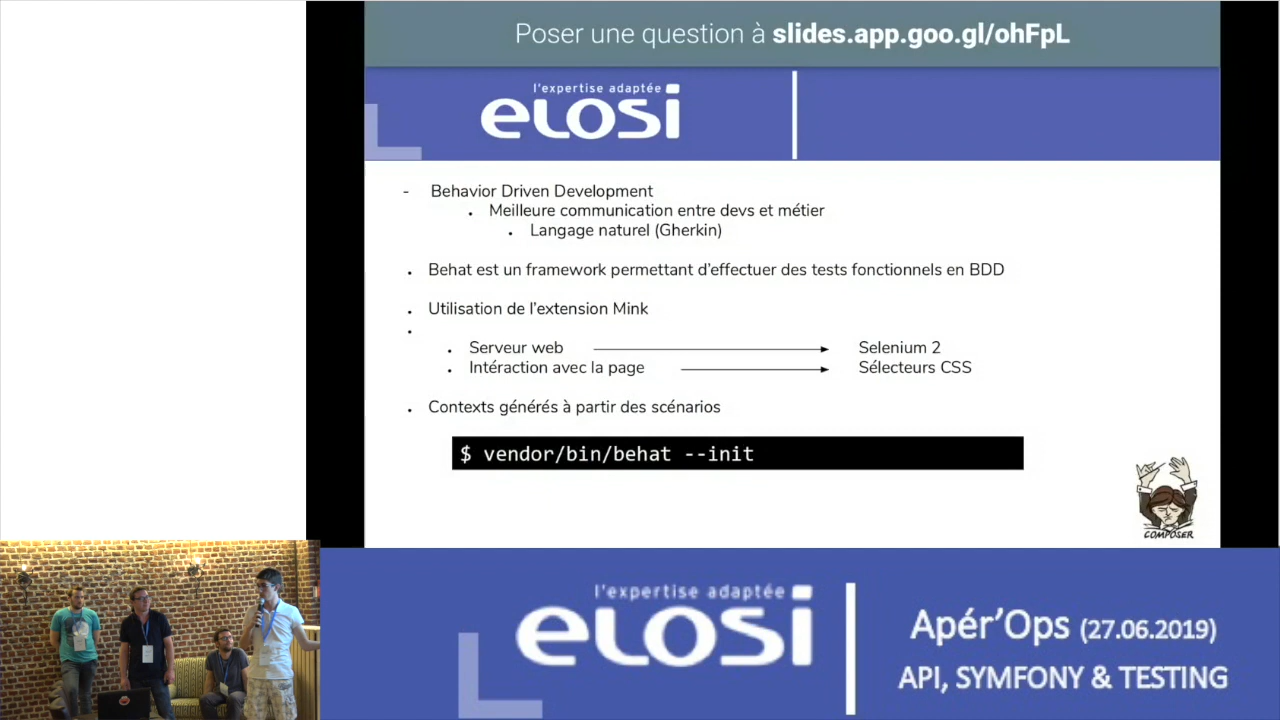 Poser une question à slides.app.goo.gl/ohFpL
l'expertise adaptée
eLOSi
- Behavior Driven Development
. Meilleure communication entre devs et métier
. Langage naturel (Gherkin)
. Behat est un framework permettant d'effectuer des tests fonctionnels en BDD
. Utilisation de l'extension Mink
.
. Serveur web Selenium 2
. Intéraction avec la page Sélecteurs CSS
. Contexts générés à partir des scénarios
$ vendor/bin/behat --init
COMPOSER
l'expertise adaptée
eLOSi
Apér'Ops (27.06.2019)
API, SYMFONY & TESTING